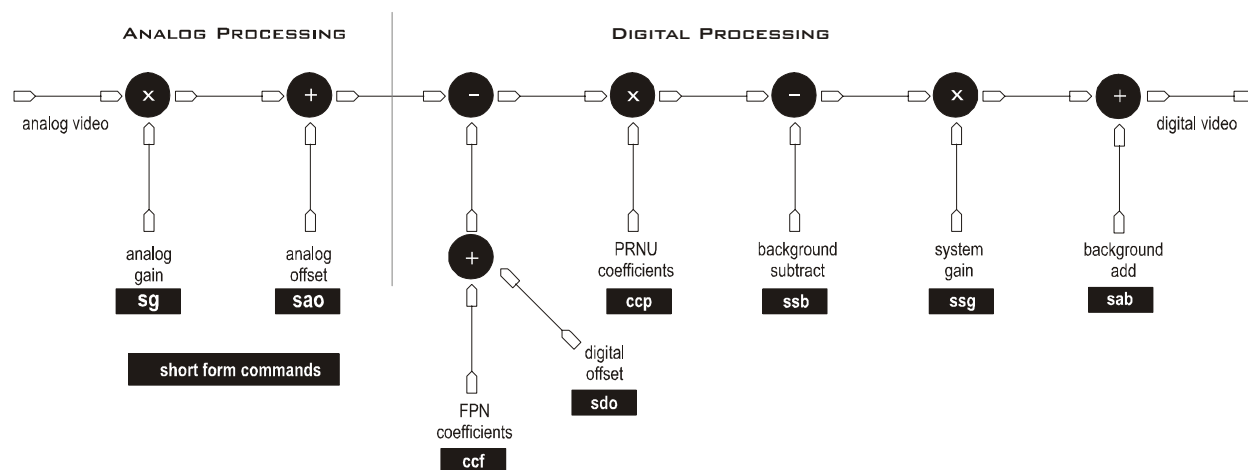 ANALOG PROCESSING
DIGITAL PROCESSING
x
+
-
x
-
x
+
analog video
digital video
+
analog
gain
sg
analog
offset
sao
PRNU
coefficients
ccp
background
subtract
ssb
system
gain
ssg
background
add
sab
short form commands
digital
offset
sdo
FPN
coefficients
ccf